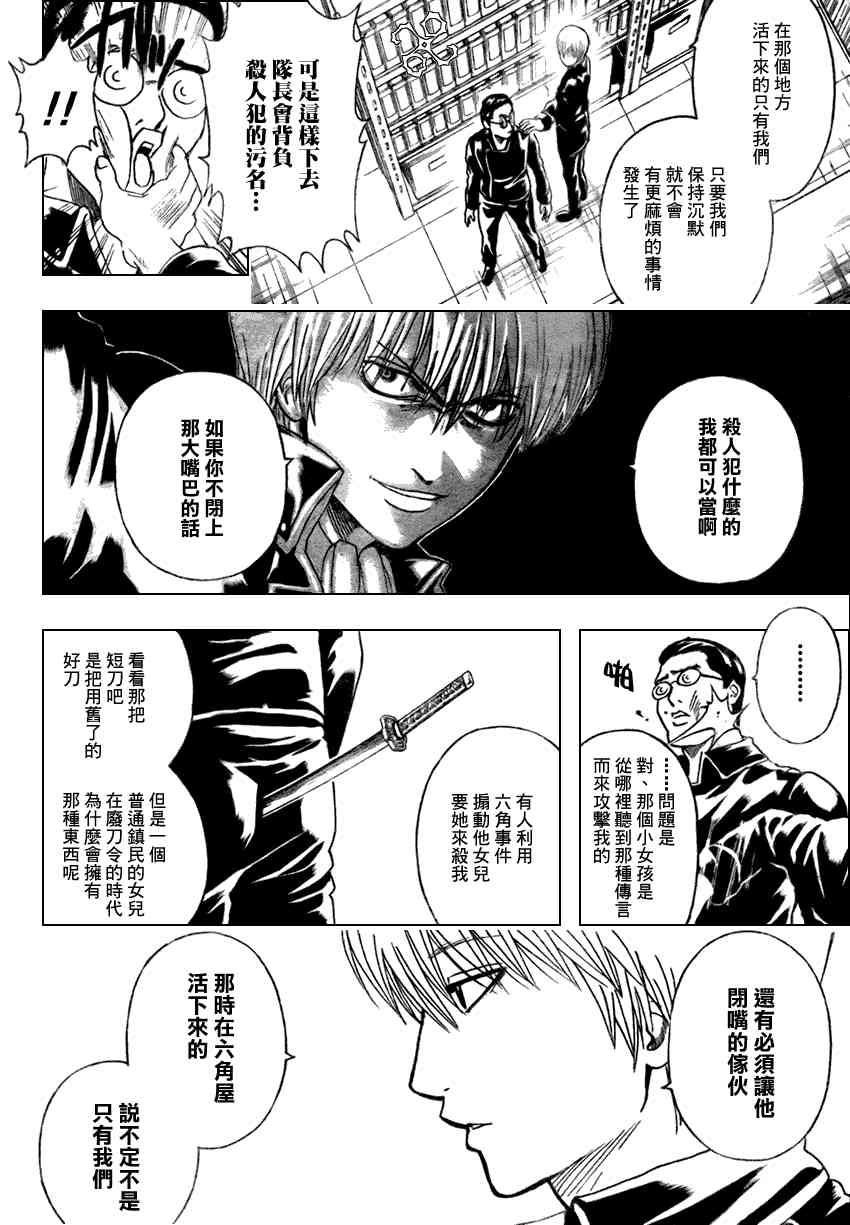 在那個地方
活下來的只有我們
只要我們
保持沉默
就不會
有更麻煩的事情
發生了
可是這樣下去
隊長會背負
殺人犯的污名…
!!
殺人犯什麼的
我都可以當啊
如果你不閉上
那大嘴巴的話
………
啪
……問題是
對、那個小女孩是
從哪裡聽到那種傳言
而來攻擊我的
有人利用
六角事件
搧動他女兒
要她來殺我
看看那把
短刀吧
是把用舊了的
好刀
但是一個
普通鎮民的女兒
在廢刀令的時代
為什麼會擁有
那種東西呢
還有必須讓他
閉嘴的傢伙
那時在六角屋
活下來的
説不定不是
只有我們